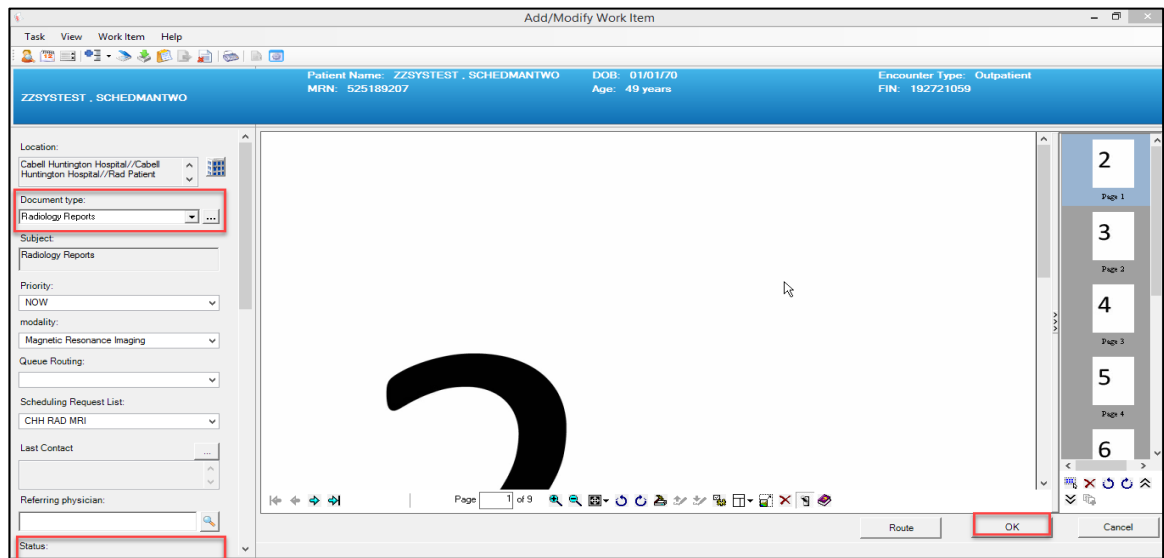 Add/Modify Work Item
Task View Work Item Help
Patient Name: ZZSYSTEST , SCHEDMANTWO DOB: 01/01/70 Encounter Type: Outpatient
MRN: 525189207 Age: 49 years FIN: 192721059
ZZSYSTEST , SCHEDMANTWO
Location:
Cabell Huntington Hospital//Cabell
Huntington Hospital//Rad Patient
Document type:
Radiology Reports
...
Subject:
Radiology Reports
Priority:
NOW
modality:
Magnetic Resonance Imaging
Queue Routing:
Scheduling Request List:
CHH RAD MRI
Last Contact
...
Referring physician:
Status:
2
Page 1 of 9
2
Page 1
3
Page 2
4
Page 3
5
Page 4
6
Route OK Cancel